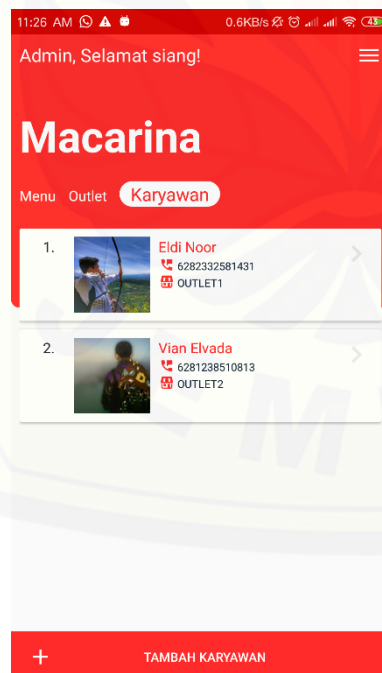 11:26 AM 0.6KB/s 43
Admin, Selamat siang!
Macarina
Menu Outlet Karyawan
1. Eldi Noor
6282332581431
OUTLET1
2. Vian Elvada
6281238510813
OUTLET2
+ TAMBAH KARYAWAN